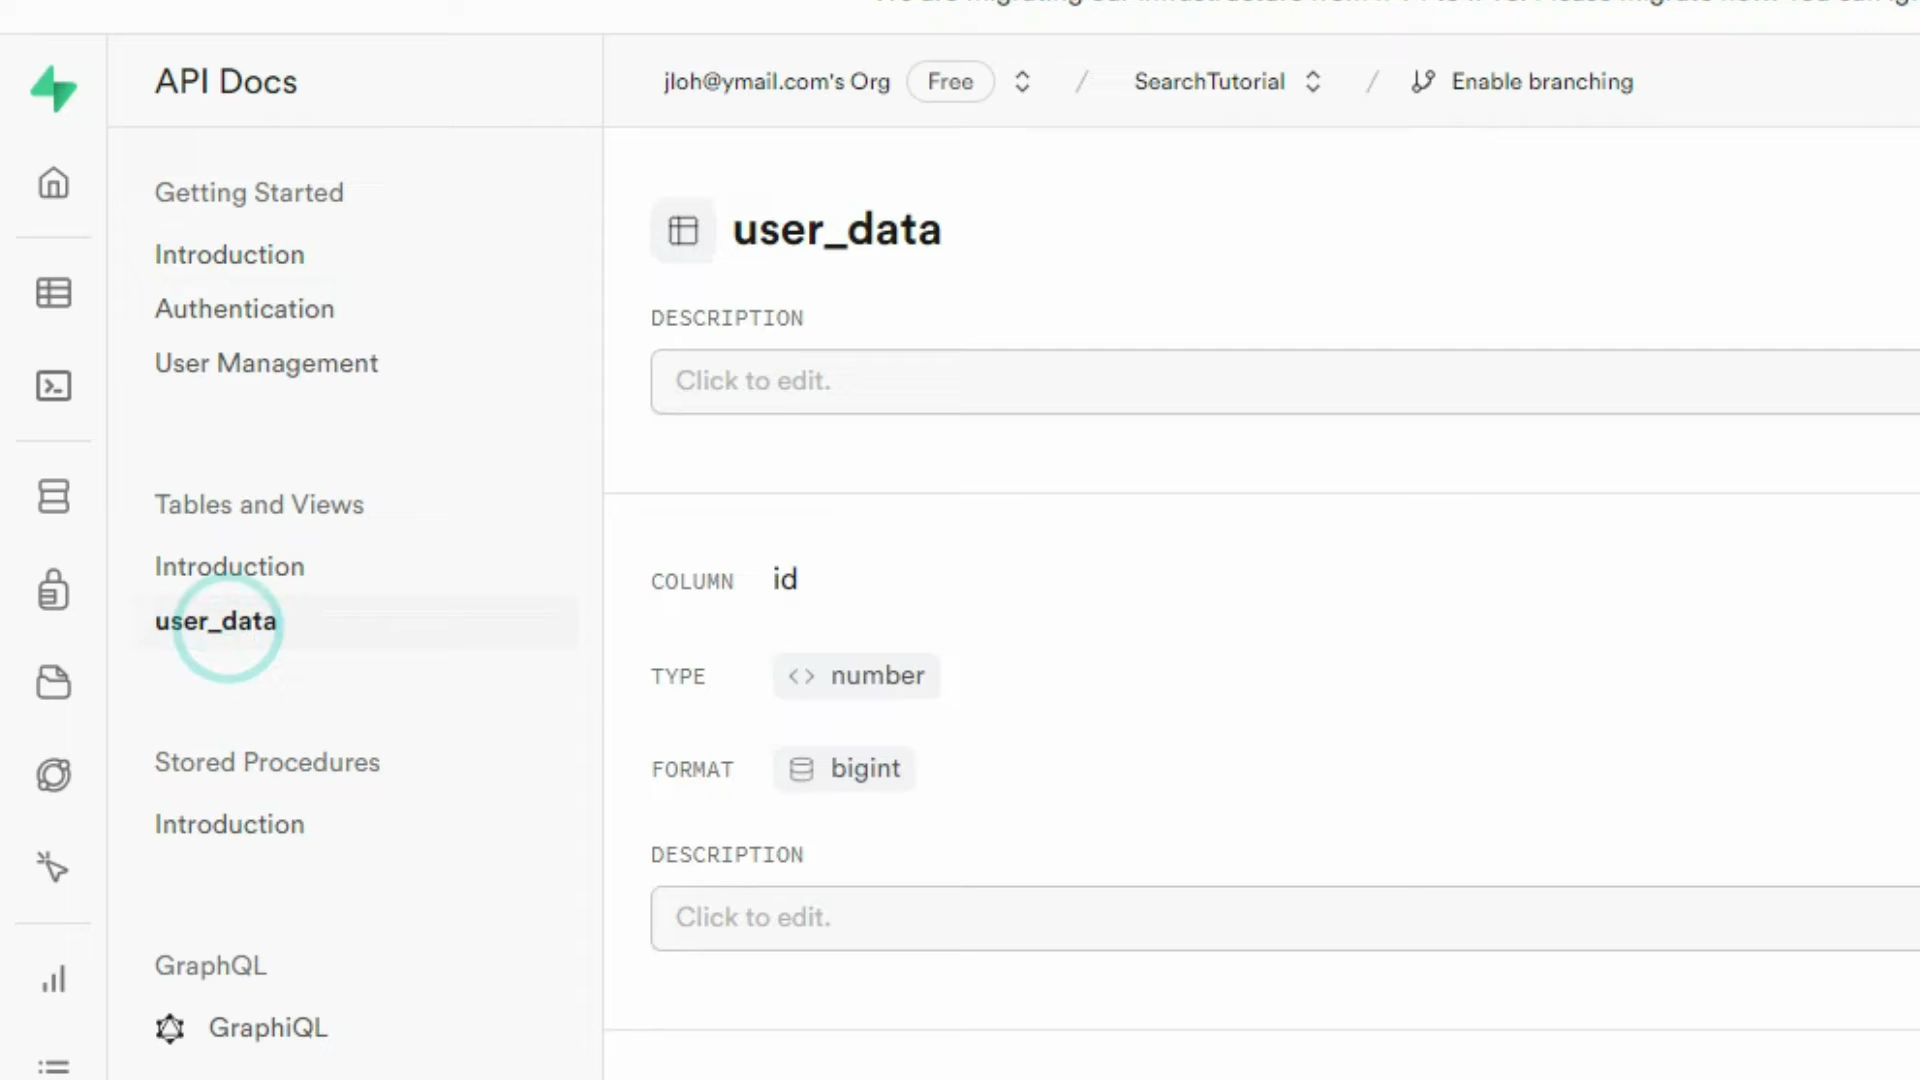 API Docs
jloh@ymail.com's Org Free / SearchTutorial / Enable branching
Getting Started
Introduction
Authentication
User Management
Tables and Views
Introduction
user_data
Stored Procedures
Introduction
GraphQL
GraphiQL
user_data
DESCRIPTION
Click to edit.
COLUMN id
TYPE <> number
FORMAT bigint
DESCRIPTION
Click to edit.